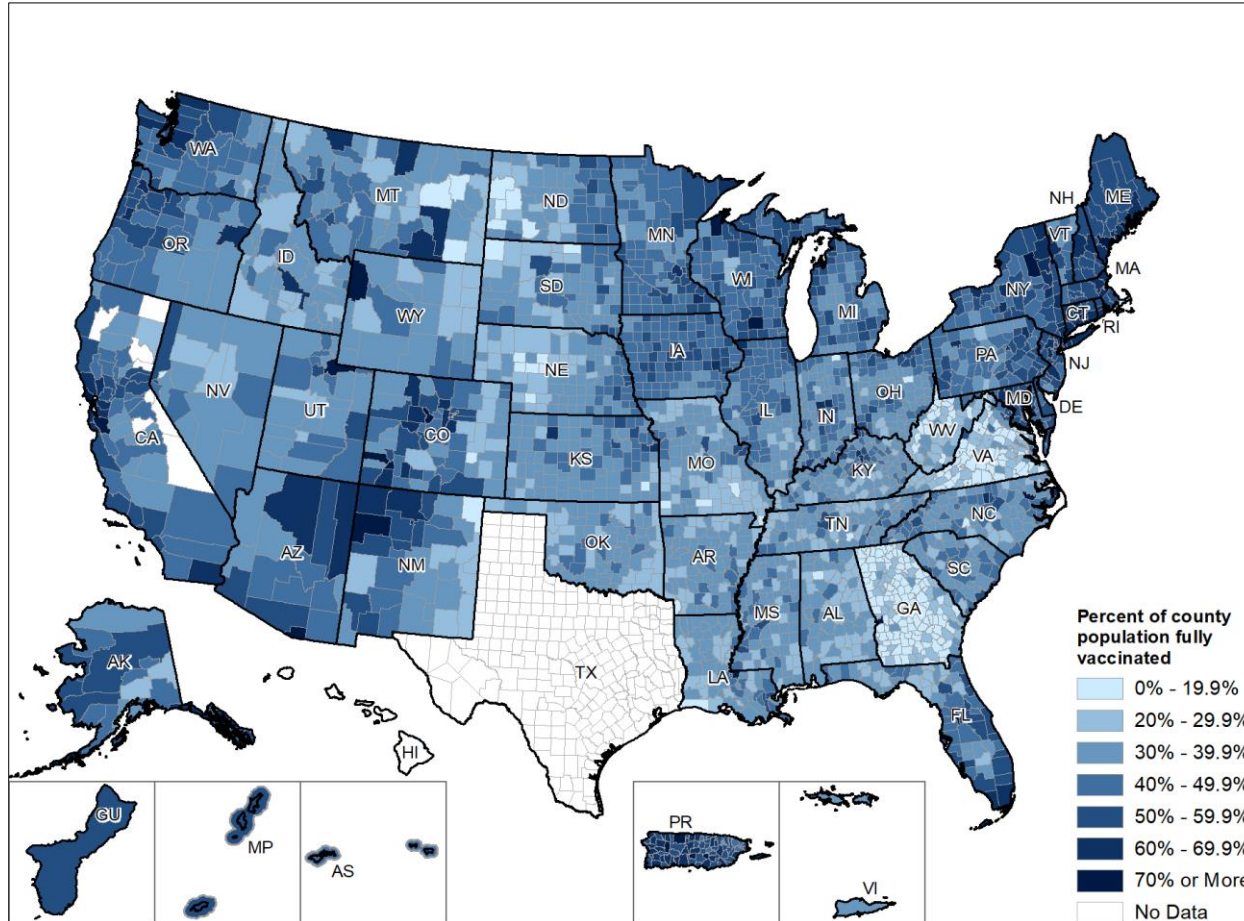 WA
MT
ND
OR
ID
SD
MN
WI
MI
WY
NE
IA
NV
UT
CO
CA
KS
MO
IL
IN
OH
PA
NY
VT
NH
ME
MA
CT
RI
NJ
DE
MD
WV
VA
KY
TN
NC
SC
AZ
NM
OK
AR
MS
AL
GA
LA
TX
FL
AK
HI
GU
MP
AS
PR
VI
Percent of county
population fully
vaccinated
0% - 19.9%
20% - 29.9%
30% - 39.9%
40% - 49.9%
50% - 59.9%
60% - 69.9%
70% or More
No Data